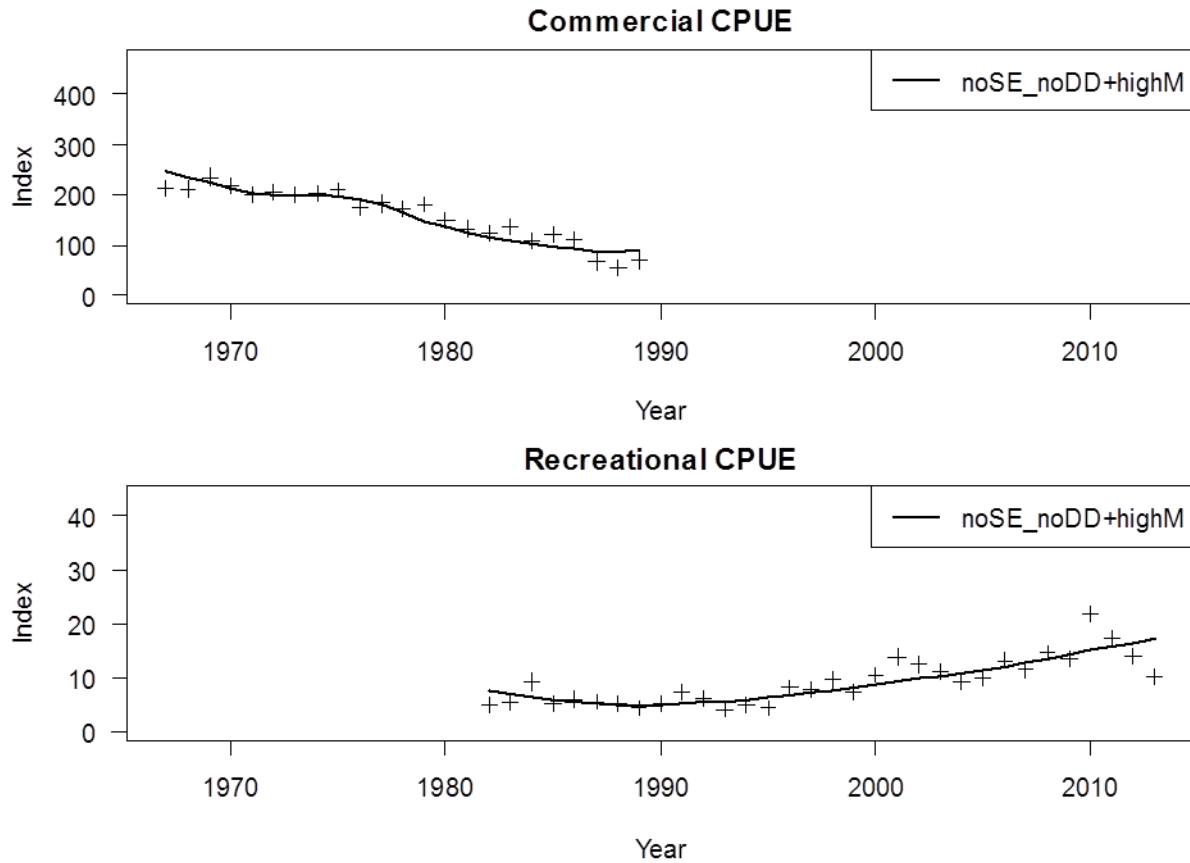 Commercial CPUE
noSE_noDD+highM
400
300
200
100
0
Index
1970 1980 1990 2000 2010
Year
Recreational CPUE
noSE_noDD+highM
40
30
20
10
0
Index
1970 1980 1990 2000 2010
Year